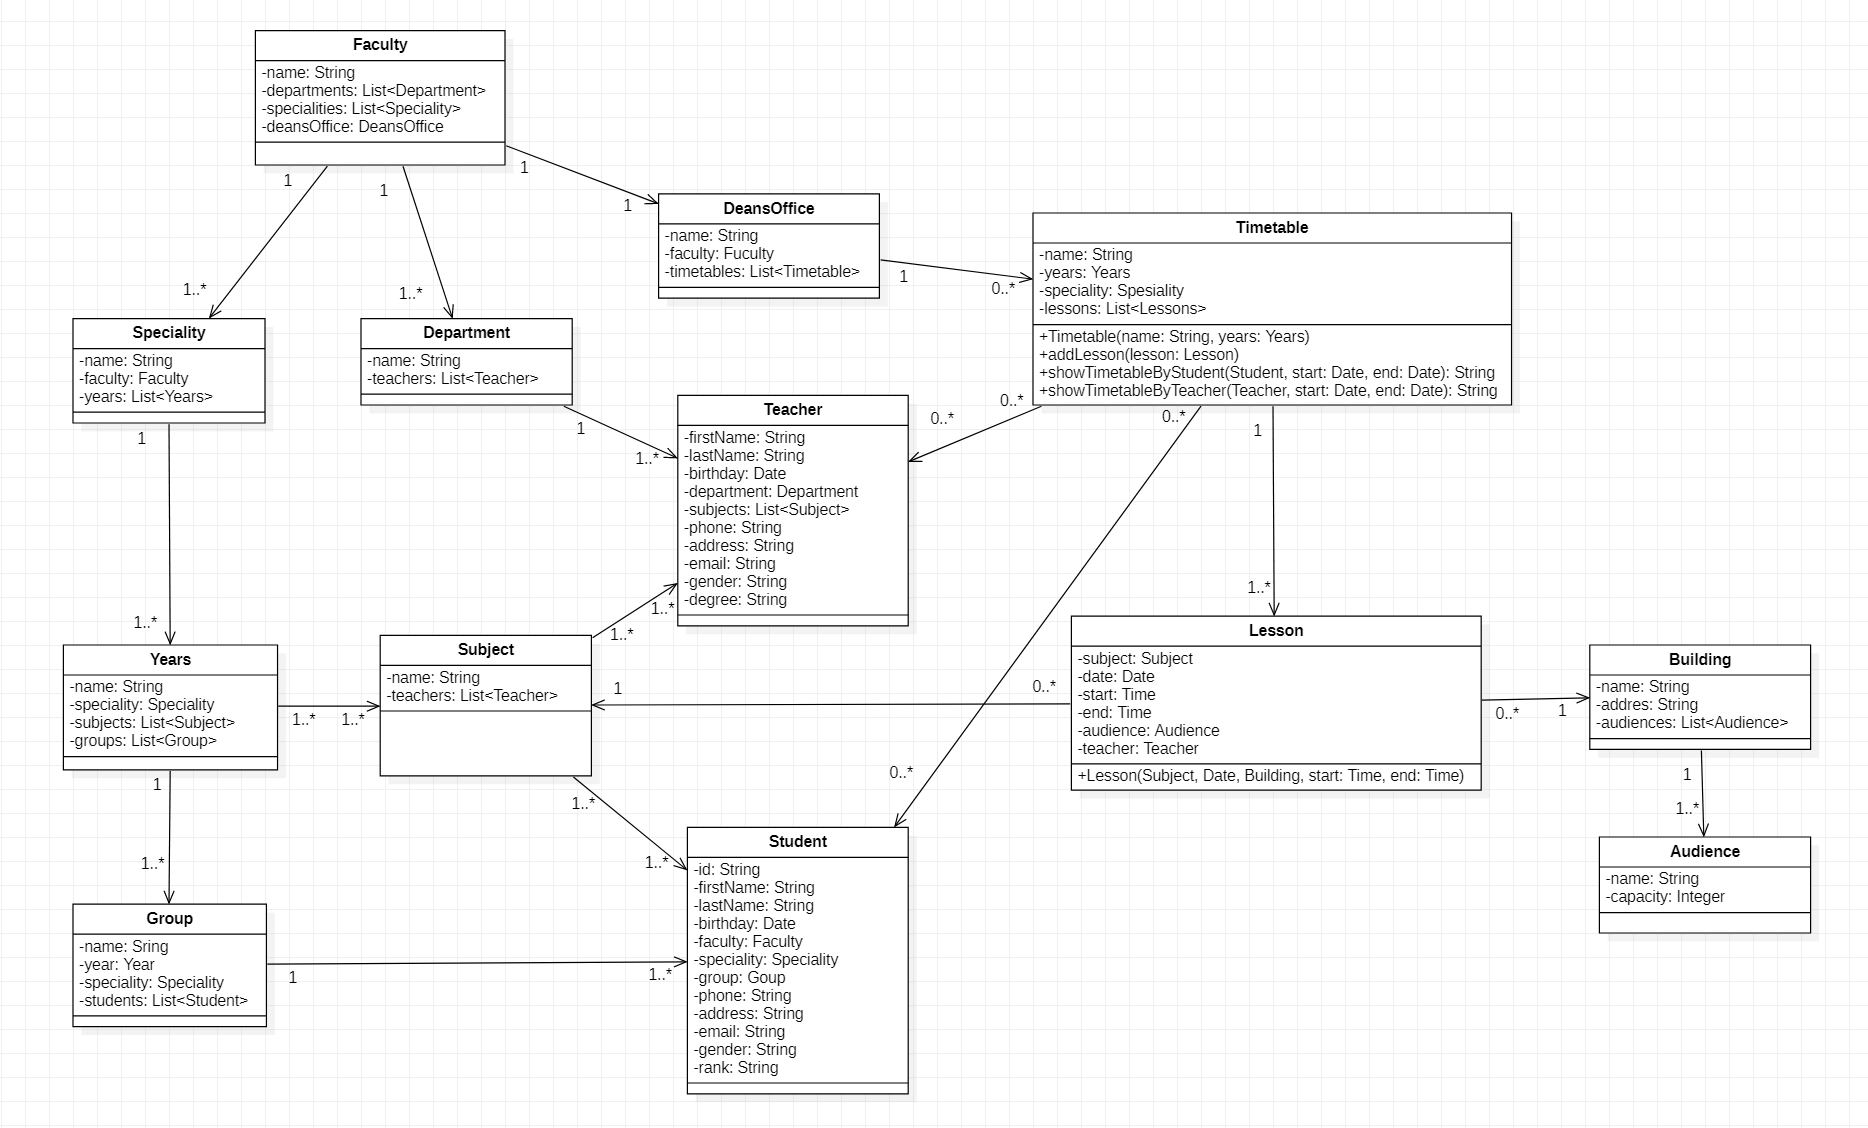 Faculty
-name: String
-departments: List<Department>
-specialities: List<Speciality>
-deansOffice: DeansOffice
1
1
1
1
1..*
1..*
DeansOffice
-name: String
-faculty: Fuculty
-timetables: List<Timetable>
1
0..*
Timetable
-name: String
-years: Years
-speciality: Spesiality
-lessons: List<Lessons>
+Timetable(name: String, years: Years)
+addLesson(lesson: Lesson)
+showTimetableByStudent(Student, start: Date, end: Date): String
+showTimetableByTeacher(Teacher, start: Date, end: Date): String
Speciality
-name: String
-faculty: Faculty
-years: List<Years>
1
1..*
Department
-name: String
-teachers: List<Teacher>
1
1..*
Teacher
-firstName: String
-lastName: String
-birthday: Date
-department: Department
-subjects: List<Subject>
-phone: String
-address: String
-email: String
-gender: String
-degree: String
0..*
0..*
0..*
0..*
1
1..*
Years
-name: String
-speciality: Speciality
-subjects: List<Subject>
-groups: List<Group>
1..*
1..*
1
1..*
Subject
-name: String
-teachers: List<Teacher>
1..*
1..*
1
0..*
1..*
1..*
Lesson
-subject: Subject
-date: Date
-start: Time
-end: Time
-audience: Audience
-teacher: Teacher
+Lesson(Subject, Date, Building, start: Time, end: Time)
0..*
1
Building
-name: String
-addres: String
-audiences: List<Audience>
1
1..*
Audience
-name: String
-capacity: Integer
Group
-name: Sring
-year: Year
-speciality: Speciality
-students: List<Student>
1
1..*
Student
-id: String
-firstName: String
-lastName: String
-birthday: Date
-faculty: Faculty
-speciality: Speciality
-group: Goup
-phone: String
-address: String
-email: String
-gender: String
-rank: String